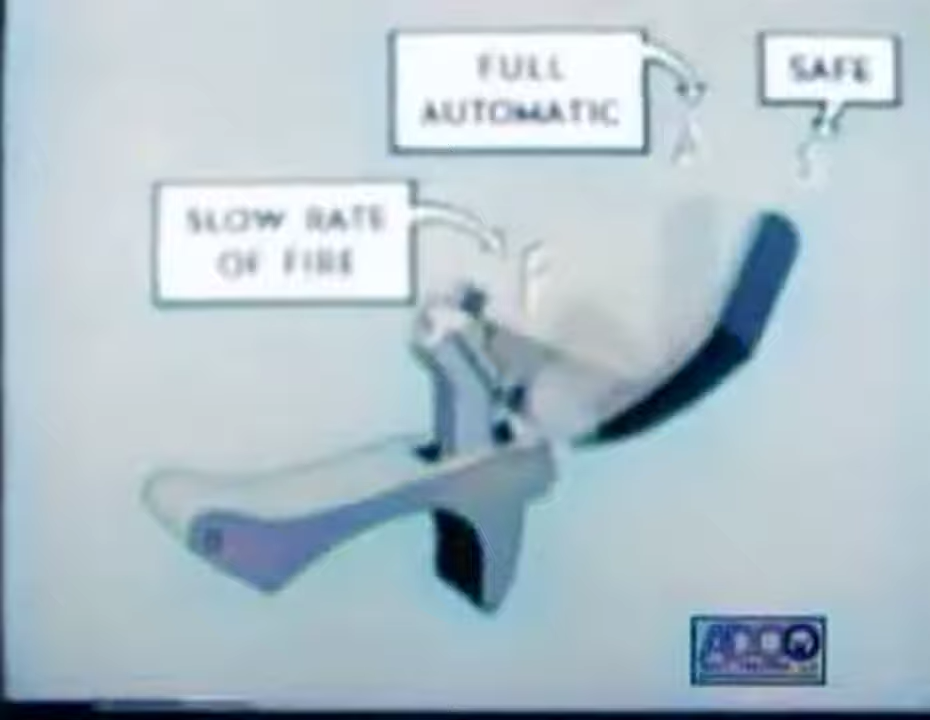 FULL
AUTOMATIC
SAFE
A
S
SLOW RATE
OF FIRE
F